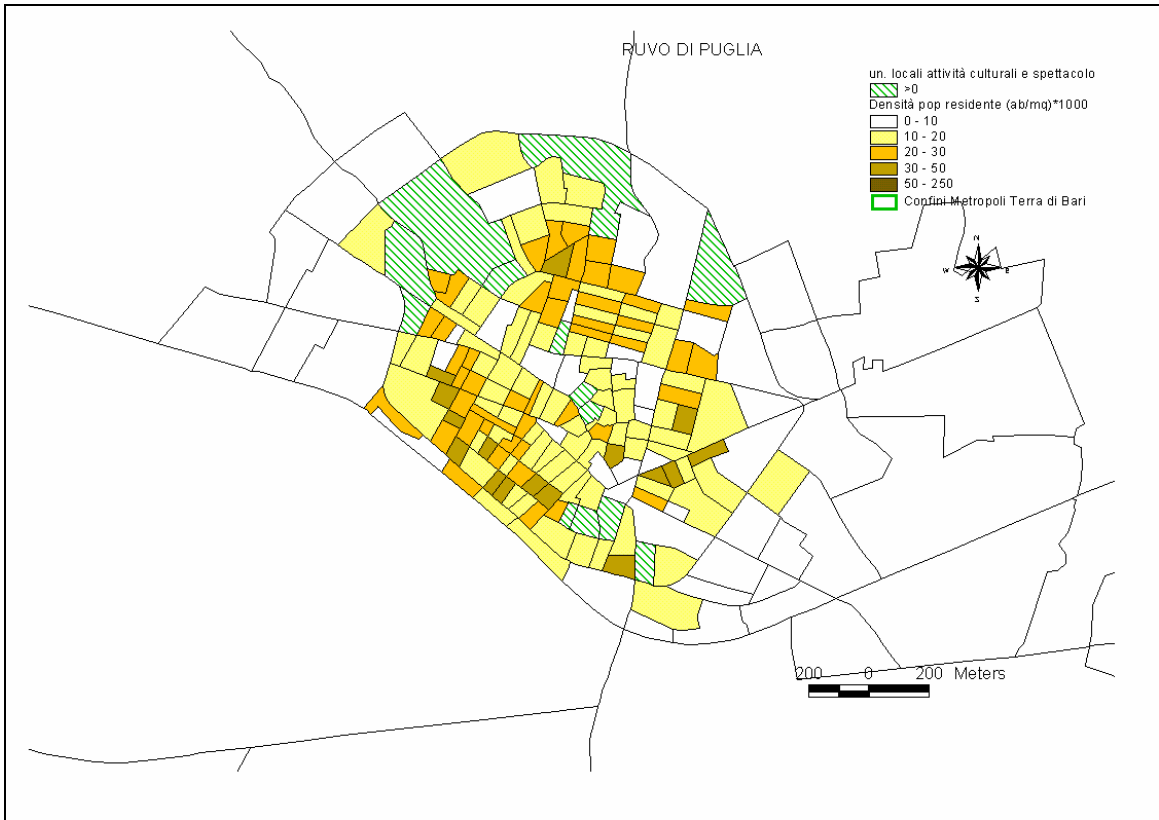 RUVO DI PUGLIA
un. locali attività culturali e spettacolo
>0
Densità pop residente (ab/mq)*1000
0 - 10
10 - 20
20 - 30
30 - 50
50 - 250
Confini Metropoli Terra di Bari
N
W E
S
200 0 200 Meters